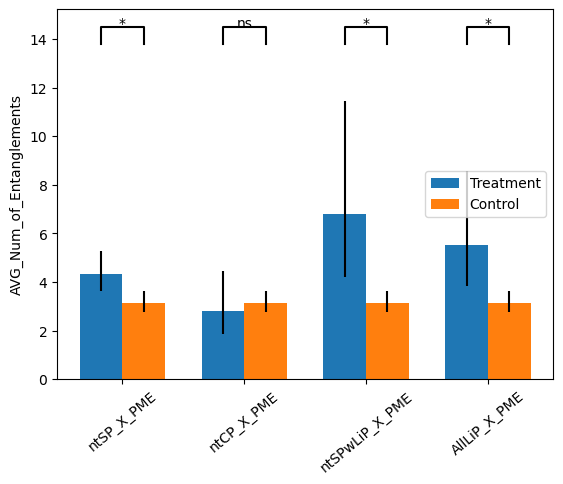 * ns * *
14
12
10
8
6
4
2
0
AVG_Num_of_Entanglements
Treatment
Control
ntSP_X_PME
ntCP_X_PME
ntSPwLiP_X_PME
AllLiP_X_PME